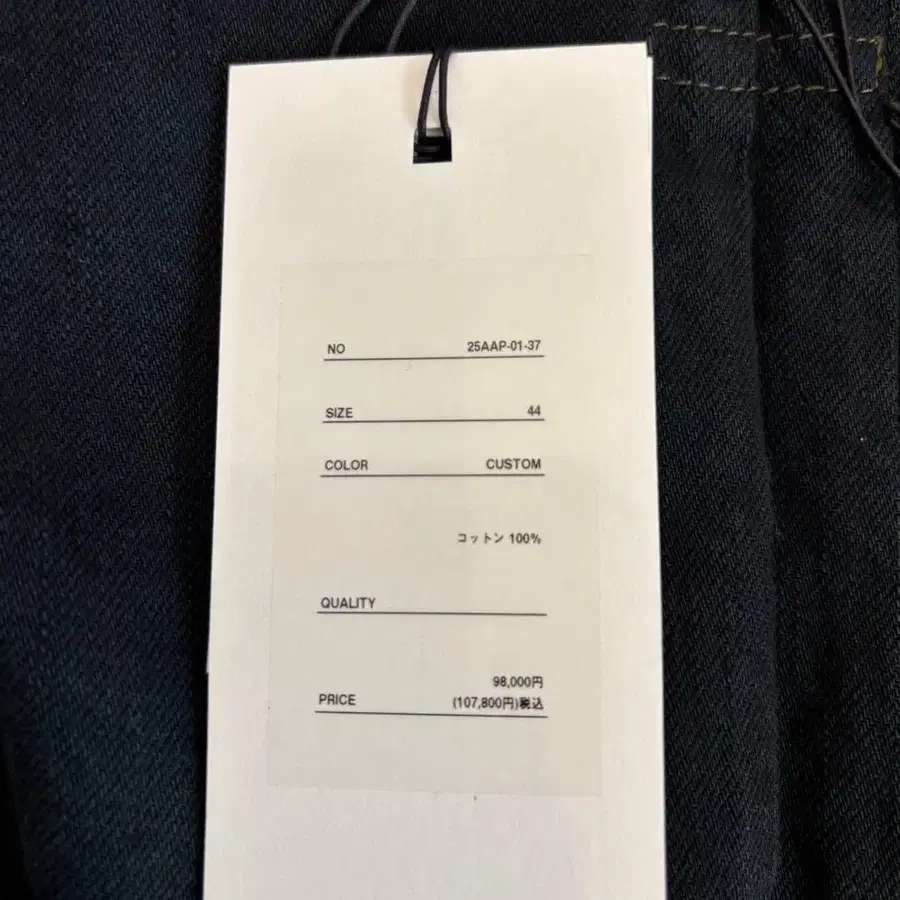 NO 25AAP-01-37
SIZE 44
COLOR CUSTOM
コットン 100%
QUALITY
98,000円
PRICE (107,800円)税込